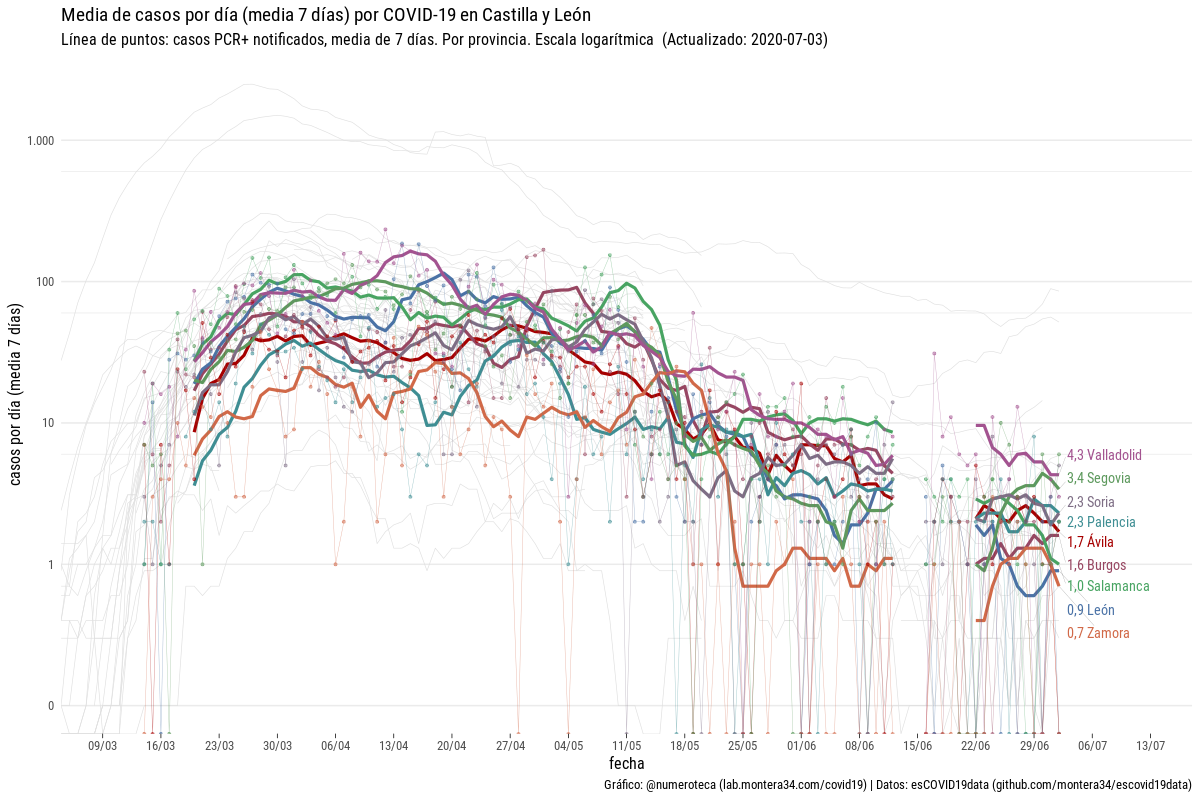 Media de casos por día (media 7 días) por COVID-19 en Castilla y León
Línea de puntos: casos PCR+ notificados, media de 7 días. Por provincia. Escala logarítmica  (Actualizado: 2020-07-03)
casos por día (media 7 días)
1.000
100
10
1
0
4,3 Valladolid
3,4 Segovia
2,3 Soria
2,3 Palencia
1,7 Ávila
1,6 Burgos
1,0 Salamanca
0,9 León
0,7 Zamora
09/03 16/03 23/03 30/03 06/04 13/04 20/04 27/04 04/05 11/05 18/05 25/05 01/06 08/06 15/06 22/06 29/06 06/07 13/07
fecha
Gráfico: @numeroteca (lab.montera34.com/covid19) | Datos: esCOVID19data (github.com/montera34/escovid19data)